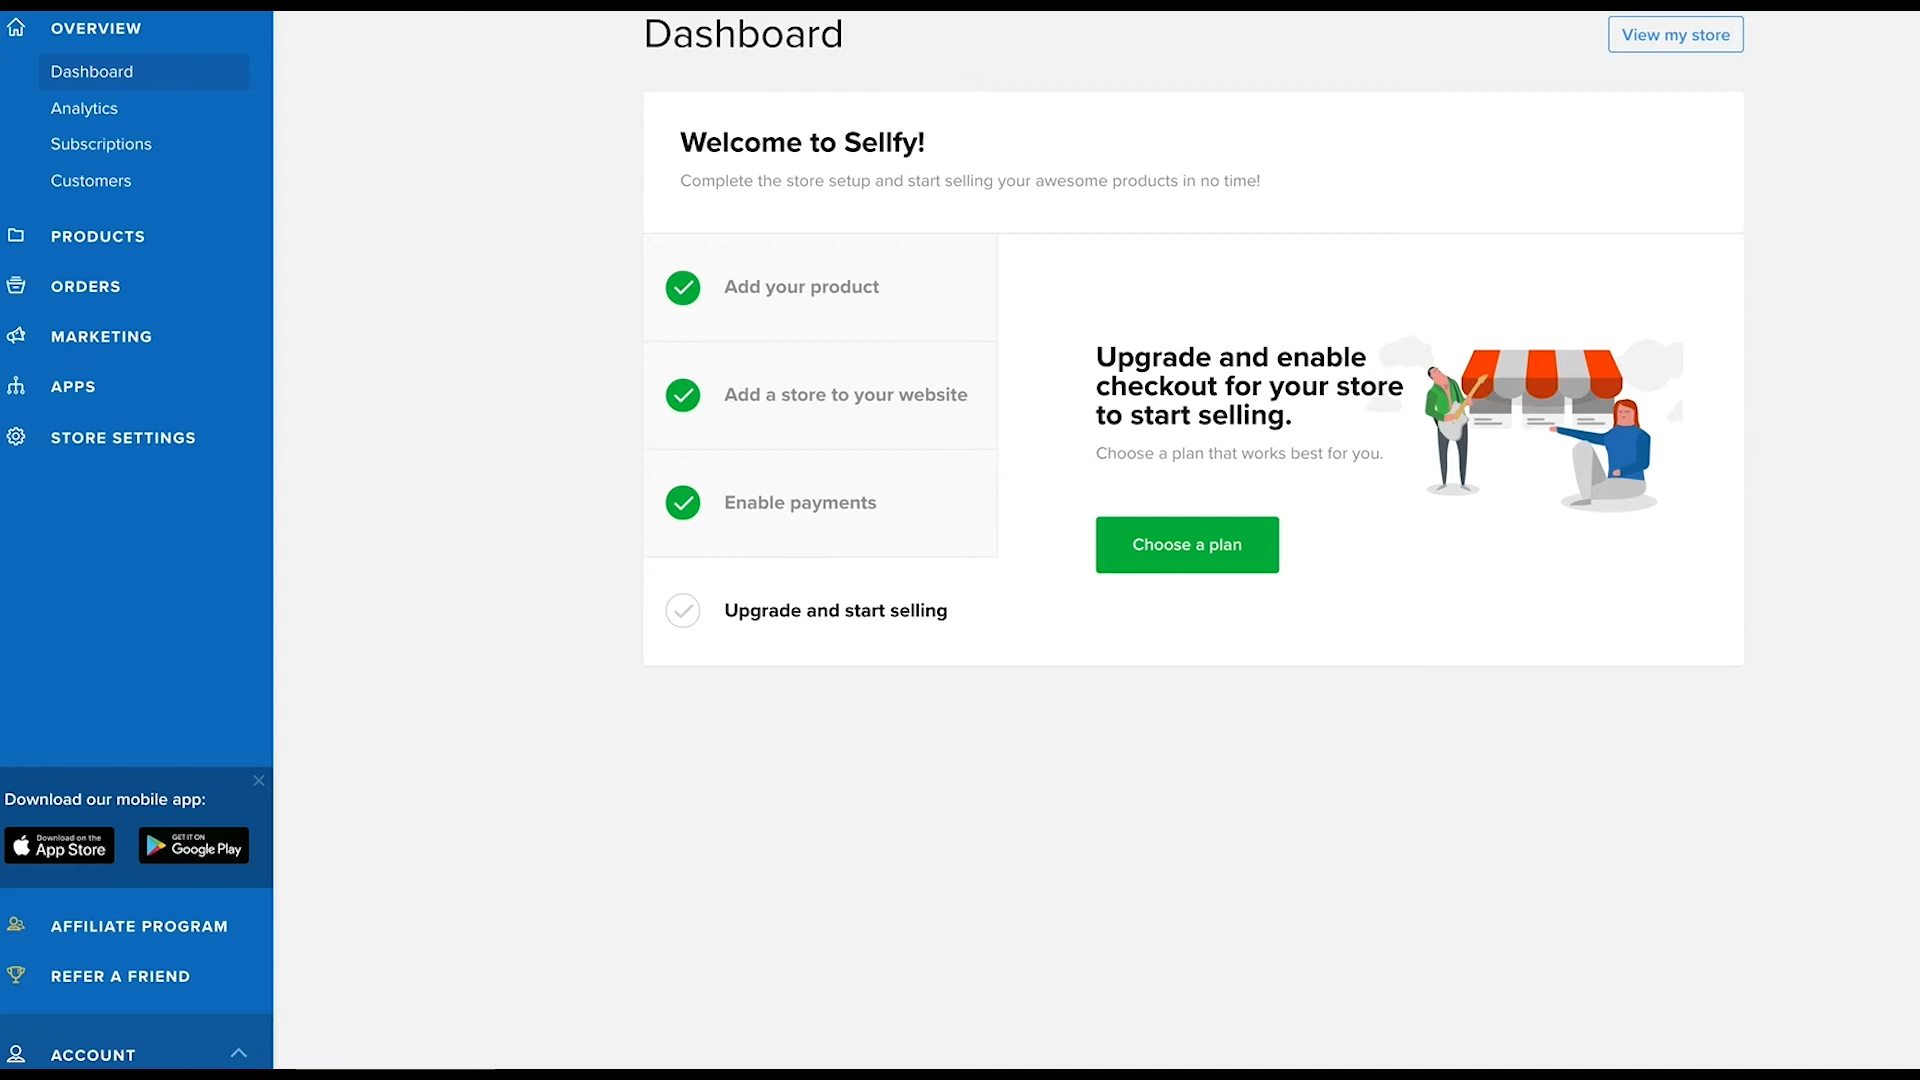 OVERVIEW
Dashboard
Analytics
Subscriptions
Customers
PRODUCTS
ORDERS
MARKETING
APPS
STORE SETTINGS
Download our mobile app:
Download on the
App Store
GET IT ON
Google Play
AFFILIATE PROGRAM
REFER A FRIEND
ACCOUNT
Dashboard
View my store
Welcome to Sellfy!
Complete the store setup and start selling your awesome products in no time!
Add your product
Add a store to your website
Enable payments
Upgrade and start selling
Upgrade and enable
checkout for your store
to start selling.
Choose a plan that works best for you.
Choose a plan